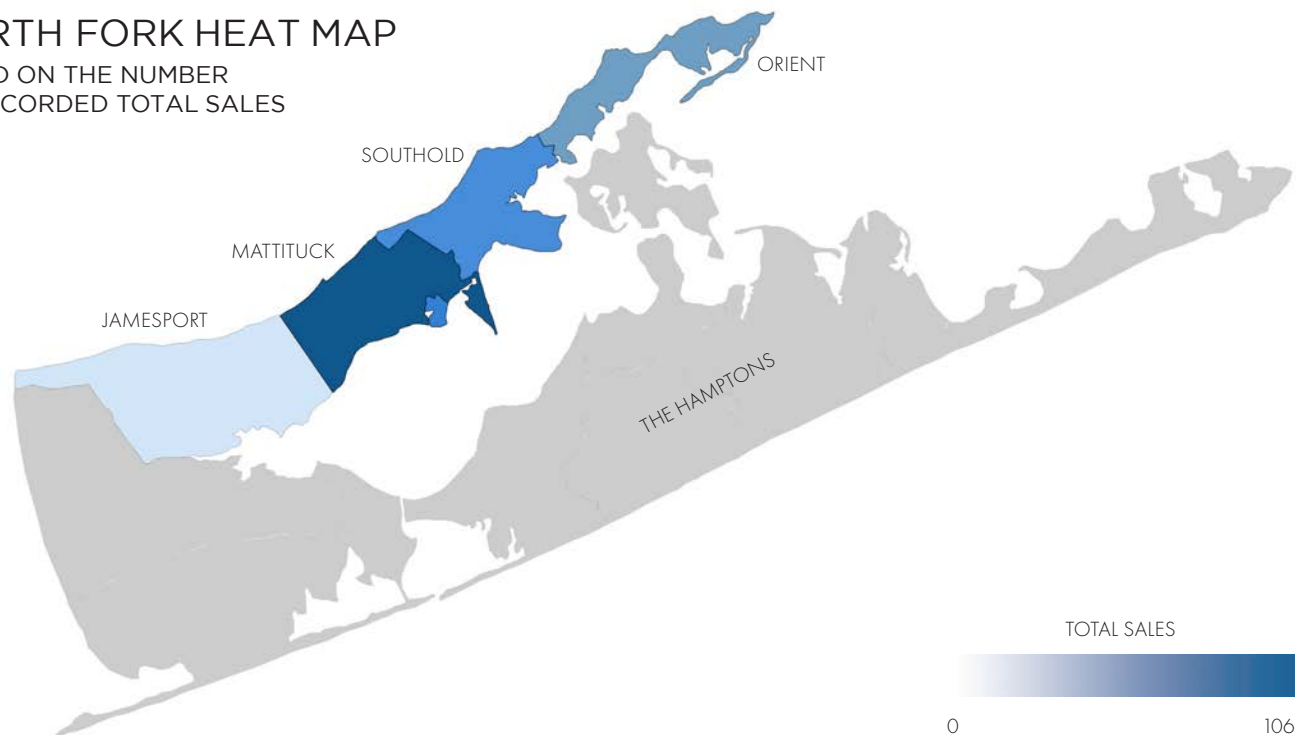 RTH FORK HEAT MAP
D ON THE NUMBER
CORDED TOTAL SALES
ORIENT
SOUTHOLD
MATTITUCK
JAMESPORT
THE HAMPTONS
TOTAL SALES
0 106